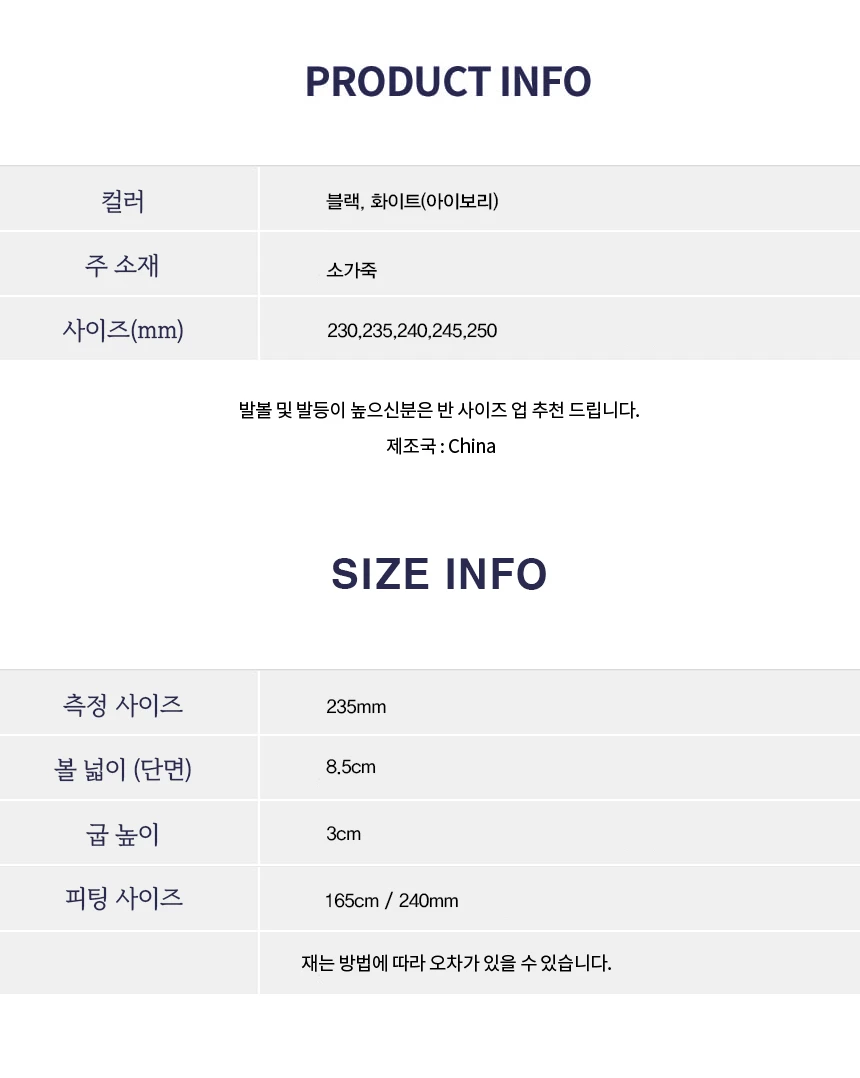 PRODUCT INFO
컬러 블랙, 화이트(아이보리)
주 소재 소가죽
사이즈(mm) 230,235,240,245,250
발볼 및 발등이 높으신분은 반 사이즈 업 추천 드립니다.
제조국 : China
SIZE INFO
측정 사이즈 235mm
볼 넓이 (단면) 8.5cm
굽 높이 3cm
피팅 사이즈 165cm / 240mm
재는 방법에 따라 오차가 있을 수 있습니다.